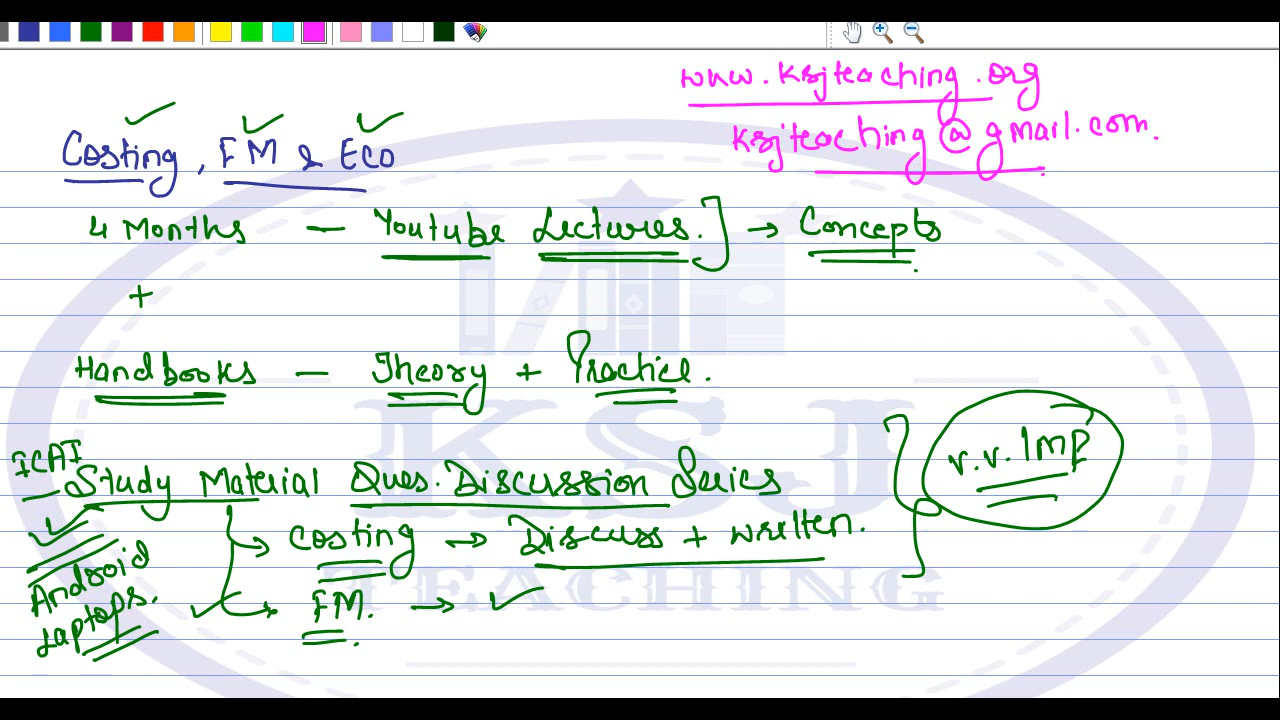 www.ksjteaching.org
ksjteaching@gmail.com.
Costing, FM & Eco
4 Months — Youtube Lectures.] → Concepts
+
Handbooks — Theory + Practice.
ICAI
Study Material Ques. Discussion Series
v.v. IMP
Costing → Discuss + written.
FM. →
Android
Laptops.
KSJ
TEACHING